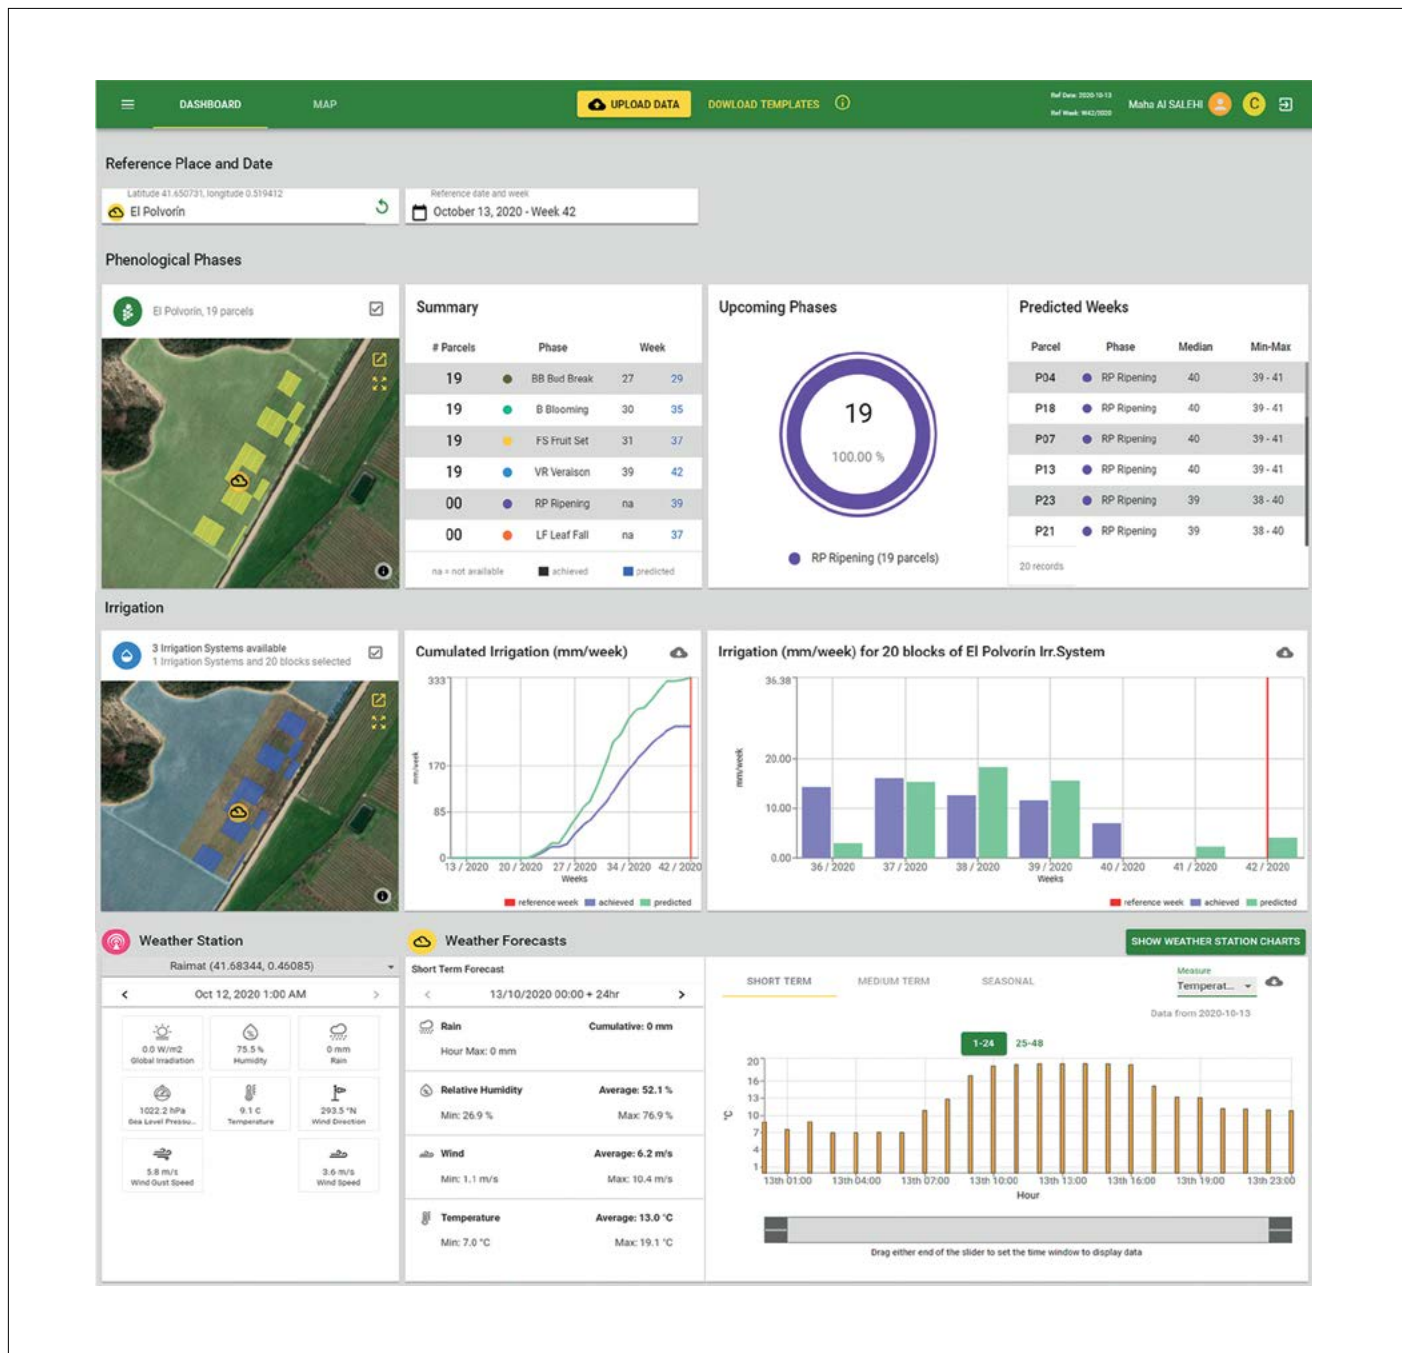 DASHBOARD
MAP
UPLOAD DATA
DOWLOAD TEMPLATES
Ref Date: 2020-10-13
Ref Week: W42/2020
Maha Al SALEHI
C
Reference Place and Date
Latitude 41.650731, longitude 0.519412
El Polvorín
Reference date and week
October 13, 2020 - Week 42
Phenological Phases
El Polvorín, 19 parcels
Summary
# Parcels Phase Week
19 BB Bud Break 27 29
19 B Blooming 30 35
19 FS Fruit Set 31 37
19 VR Veraison 39 42
00 RP Ripening na 39
00 LF Leaf Fall na 37
na = not available achieved predicted
Upcoming Phases
19
100.00 %
RP Ripening (19 parcels)
Predicted Weeks
Parcel Phase Median Min-Max
P04 RP Ripening 40 39 - 41
P18 RP Ripening 40 39 - 41
P07 RP Ripening 40 39 - 41
P13 RP Ripening 40 39 - 41
P23 RP Ripening 39 38 - 40
P21 RP Ripening 39 38 - 40
20 records
Irrigation
3 Irrigation Systems available
1 Irrigation Systems and 20 blocks selected
Cumulated Irrigation (mm/week)
333
170
85
0
mm/week
13 / 2020 20 / 2020 27 / 2020 34 / 2020 42 / 2020
Weeks
reference week achieved predicted
Irrigation (mm/week) for 20 blocks of El Polvorín Irr.System
36.38
20.00
10.00
0.00
mm/week
36 / 2020 37 / 2020 38 / 2020 39 / 2020 40 / 2020 41 / 2020 42 / 2020
Weeks
reference week achieved predicted
Weather Station
Raimat (41.68344, 0.46085)
Oct 12, 2020 1:00 AM
0.0 W/m2 75.5 % 0 mm
Global Irradiation Humidity Rain
1022.2 hPa 9.1 C 293.5 °N
Sea Level Pressu... Temperature Wind Direction
5.8 m/s 3.6 m/s
Wind Gust Speed Wind Speed
Weather Forecasts
SHOW WEATHER STATION CHARTS
Short Term Forecast
13/10/2020 00:00 + 24hr
Rain Cumulative: 0 mm
Hour Max: 0 mm
Relative Humidity Average: 52.1 %
Min: 26.9 % Max: 76.9 %
Wind Average: 6.2 m/s
Min: 1.1 m/s Max: 10.4 m/s
Temperature Average: 13.0 °C
Min: 7.0 °C Max: 19.1 °C
SHORT TERM MEDIUM TERM SEASONAL
Measure
Temperat...
Data from 2020-10-13
1-24 25-48
20
16
13
10
7
4
1
°C
13th 01:00 13th 04:00 13th 07:00 13th 10:00 13th 13:00 13th 16:00 13th 19:00 13th 23:00
Hour
Drag either end of the slider to set the time window to display data